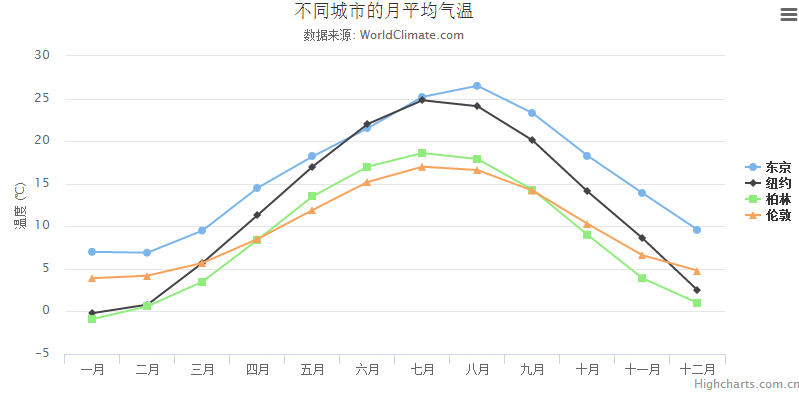 不同城市的月平均气温
数据来源: WorldClimate.com
温度 (℃)
30
25
20
15
10
5
0
-5
一月 二月 三月 四月 五月 六月 七月 八月 九月 十月 十一月 十二月
东京
纽约
柏林
伦敦
Highcharts.com.cn